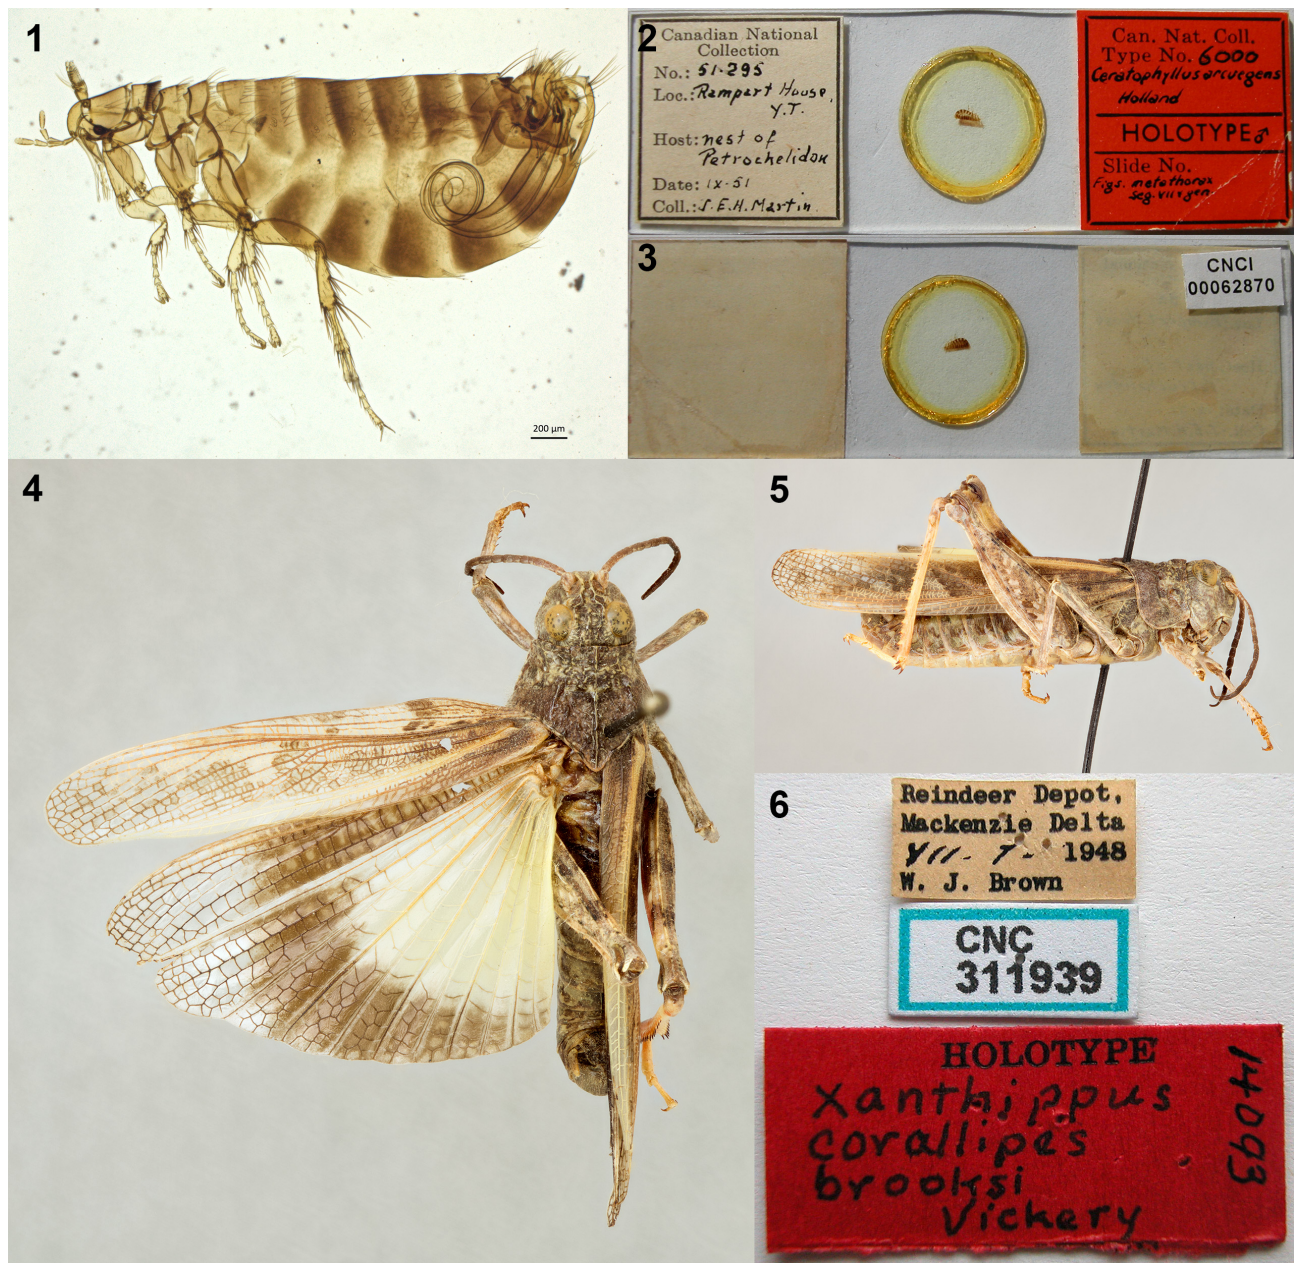 1
200 µm
2
Canadian National
Collection
No.: 51-295
Loc.: Rampart House,
Y.T.
Host: nest of
Petrochelidon
Date: IX-51
Coll.: J.E.H. Martin
Can. Nat. Coll.
Type No. 6000
Ceratophyllus arcuegens
Holland
HOLOTYPE ♂
Slide No.
Figs. metathorax
seg. VII & gen.
3
CNCI
00062870
4
5
6
Reindeer Depot,
Mackenzie Delta
VII-7- 1948
W. J. Brown
CNC
311939
HOLOTYPE
Xanthippus
corallipes
brooksi
Vickery
14093